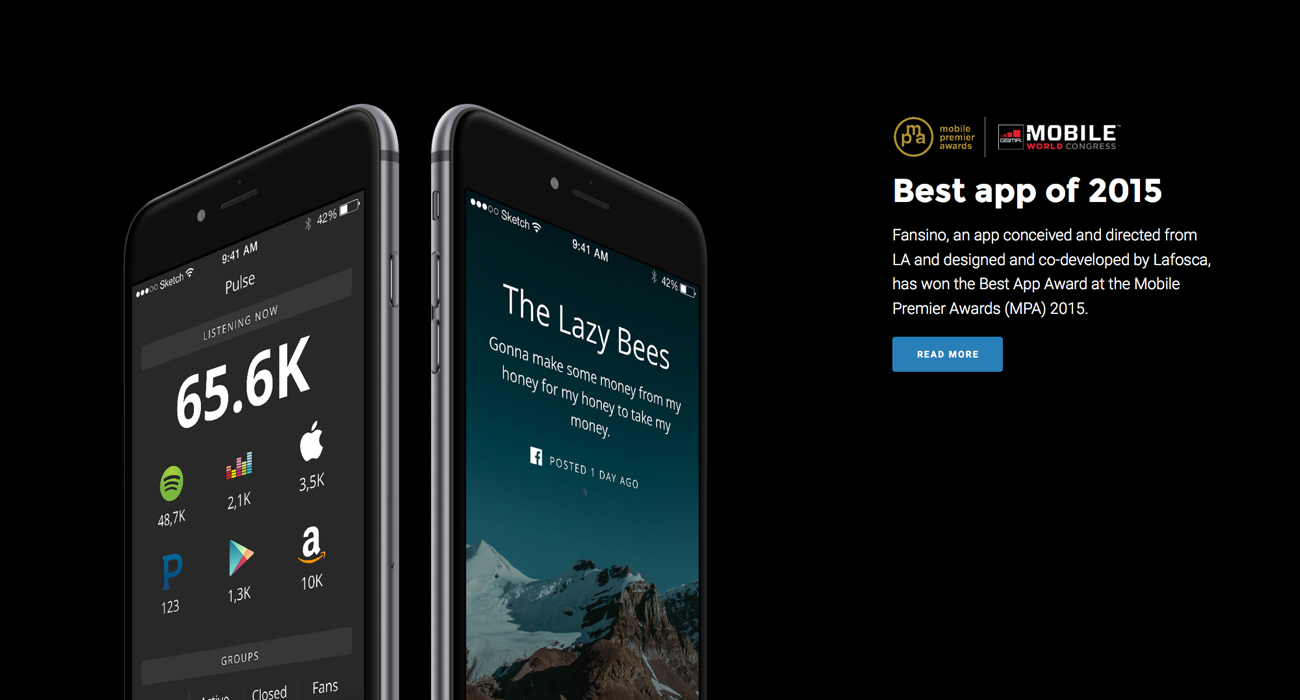 ●●●○○ Sketch
9:41 AM
42%
Pulse
LISTENING NOW
65.6K
48,7K
2,1K
3,5K
P
a
123
1,3K
10K
GROUPS
Active
Closed
Fans
●●●○○ Sketch
9:41 AM
42%
The Lazy Bees
Gonna make some money from my
honey for my honey to take my
money.
f POSTED 1 DAY AGO
mpa
mobile
premier
awards
GSMA
MOBILE™
WORLD CONGRESS
Best app of 2015
Fansino, an app conceived and directed from
LA and designed and co-developed by Lafosca,
has won the Best App Award at the Mobile
Premier Awards (MPA) 2015.
READ MORE